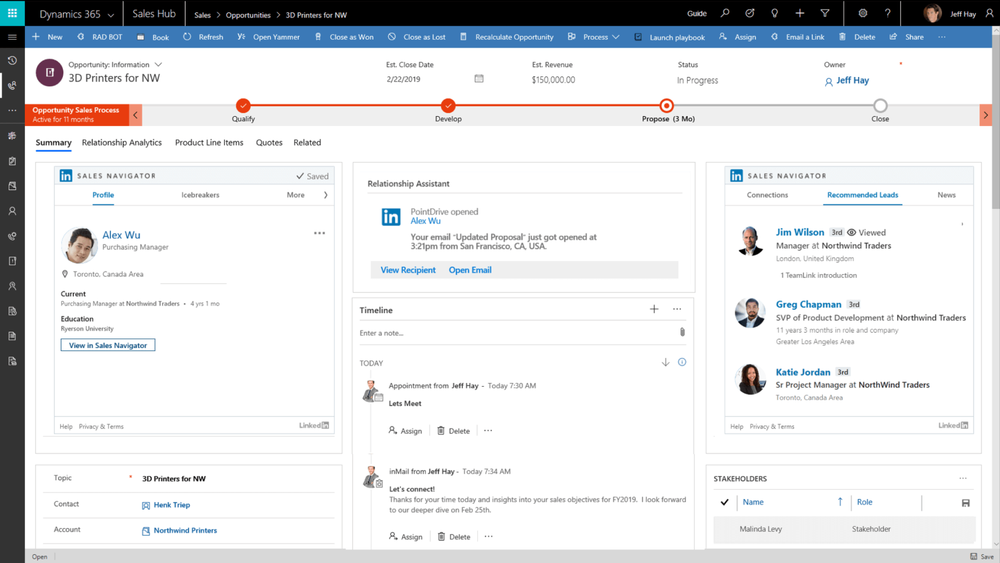 Dynamics 365
Sales Hub
Sales > Opportunities > 3D Printers for NW
Guide
Jeff Hay
New
RAD BOT
Book
Refresh
Open Yammer
Close as Won
Close as Lost
Recalculate Opportunity
Process
Launch playbook
Assign
Email a Link
Delete
Share
Opportunity: Information
3D Printers for NW
Est. Close Date
2/22/2019
Est. Revenue
$150,000.00
Status
In Progress
Owner *
Jeff Hay
Opportunity Sales Process
Active for 11 months
Qualify
Develop
Propose (3 Mo)
Close
Summary
Relationship Analytics
Product Line Items
Quotes
Related
in SALES NAVIGATOR
Saved
Profile
Icebreakers
More
Alex Wu
Purchasing Manager
Toronto, Canada Area
Current
Purchasing Manager at Northwind Traders • 4 yrs 1 mo
Education
Ryerson University
View in Sales Navigator
Help Privacy & Terms
Linked in
Topic * 3D Printers for NW
Contact Henk Triep
Account Northwind Printers
Relationship Assistant
in
PointDrive opened
Alex Wu
Your email "Updated Proposal" just got opened at
3:21pm from San Francisco, CA, USA.
View Recipient
Open Email
Timeline
Enter a note...
TODAY
Appointment from Jeff Hay - Today 7:30 AM
Lets Meet
Assign
Delete
inMail from Jeff Hay - Today 7:34 AM
Let's connect!
Thanks for your time today and insights into your sales objectives for FY2019. I look forward
to our deeper dive on Feb 25th.
Assign
Delete
in SALES NAVIGATOR
Connections
Recommended Leads
News
Jim Wilson 3rd Viewed
Manager at Northwind Traders
London, United Kingdom
1 TeamLink introduction
Greg Chapman 3rd
SVP of Product Development at Northwind Traders
11 years 3 months in role and company
Greater Los Angeles Area
Katie Jordan 3rd
Sr Project Manager at NorthWind Traders
Toronto, Canada Area
Help Privacy & Terms
Linked in
STAKEHOLDERS
Name
Role
Malinda Levy
Stakeholder
Open
Save